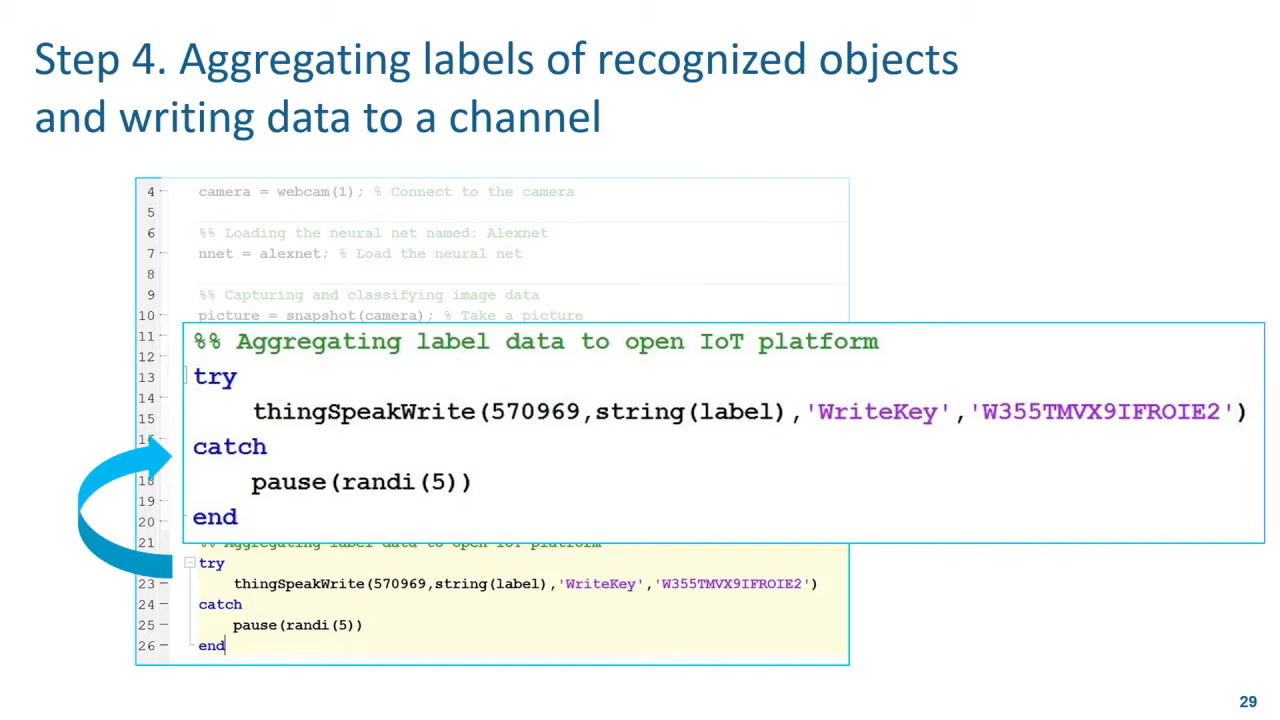 Step 4. Aggregating labels of recognized objects
and writing data to a channel
4 camera = webcam(1); % Connect to the camera
5
6 %% Loading the neural net named: Alexnet
7 nnet = alexnet; % Load the neural net
8
9 %% Capturing and classifying image data
10 picture = snapshot(camera); % Take a picture
11
12
13
14
15
18
19
20
%% Aggregating label data to open IoT platform
try
thingSpeakWrite(570969,string(label),'WriteKey','W355TMVX9IFROIE2')
catch
pause(randi(5))
end
21 %% Aggregating label data to open IoT platform
try
23 thingSpeakWrite(570969,string(label),'WriteKey','W355TMVX9IFROIE2')
24 catch
25 pause(randi(5))
26 end
29